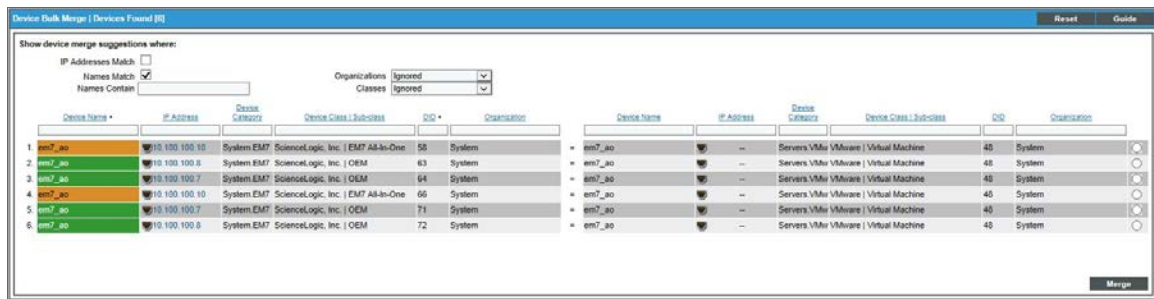 Device Bulk Merge | Devices Found [6] Reset Guide
Show device merge suggestions where:
IP Addresses Match
Names Match Organizations Ignored
Names Contain Classes Ignored
Device Name • IP Address Device Category Device Class | Sub-class DID • Organization Device Name IP Address Device Category Device Class | Sub-class DID Organization
1. em7_ao 10.100.100.10 System.EM7 ScienceLogic, Inc. | EM7 All-In-One 58 System = em7_ao -- Servers.VMw VMware | Virtual Machine 48 System
2. em7_ao 10.100.100.8 System.EM7 ScienceLogic, Inc. | OEM 63 System = em7_ao -- Servers.VMw VMware | Virtual Machine 48 System
3. em7_ao 10.100.100.7 System.EM7 ScienceLogic, Inc. | OEM 64 System = em7_ao -- Servers.VMw VMware | Virtual Machine 48 System
4. em7_ao 10.100.100.10 System.EM7 ScienceLogic, Inc. | EM7 All-In-One 66 System = em7_ao -- Servers.VMw VMware | Virtual Machine 48 System
5. em7_ao 10.100.100.7 System.EM7 ScienceLogic, Inc. | OEM 71 System = em7_ao -- Servers.VMw VMware | Virtual Machine 48 System
6. em7_ao 10.100.100.8 System.EM7 ScienceLogic, Inc. | OEM 72 System = em7_ao -- Servers.VMw VMware | Virtual Machine 48 System
Merge